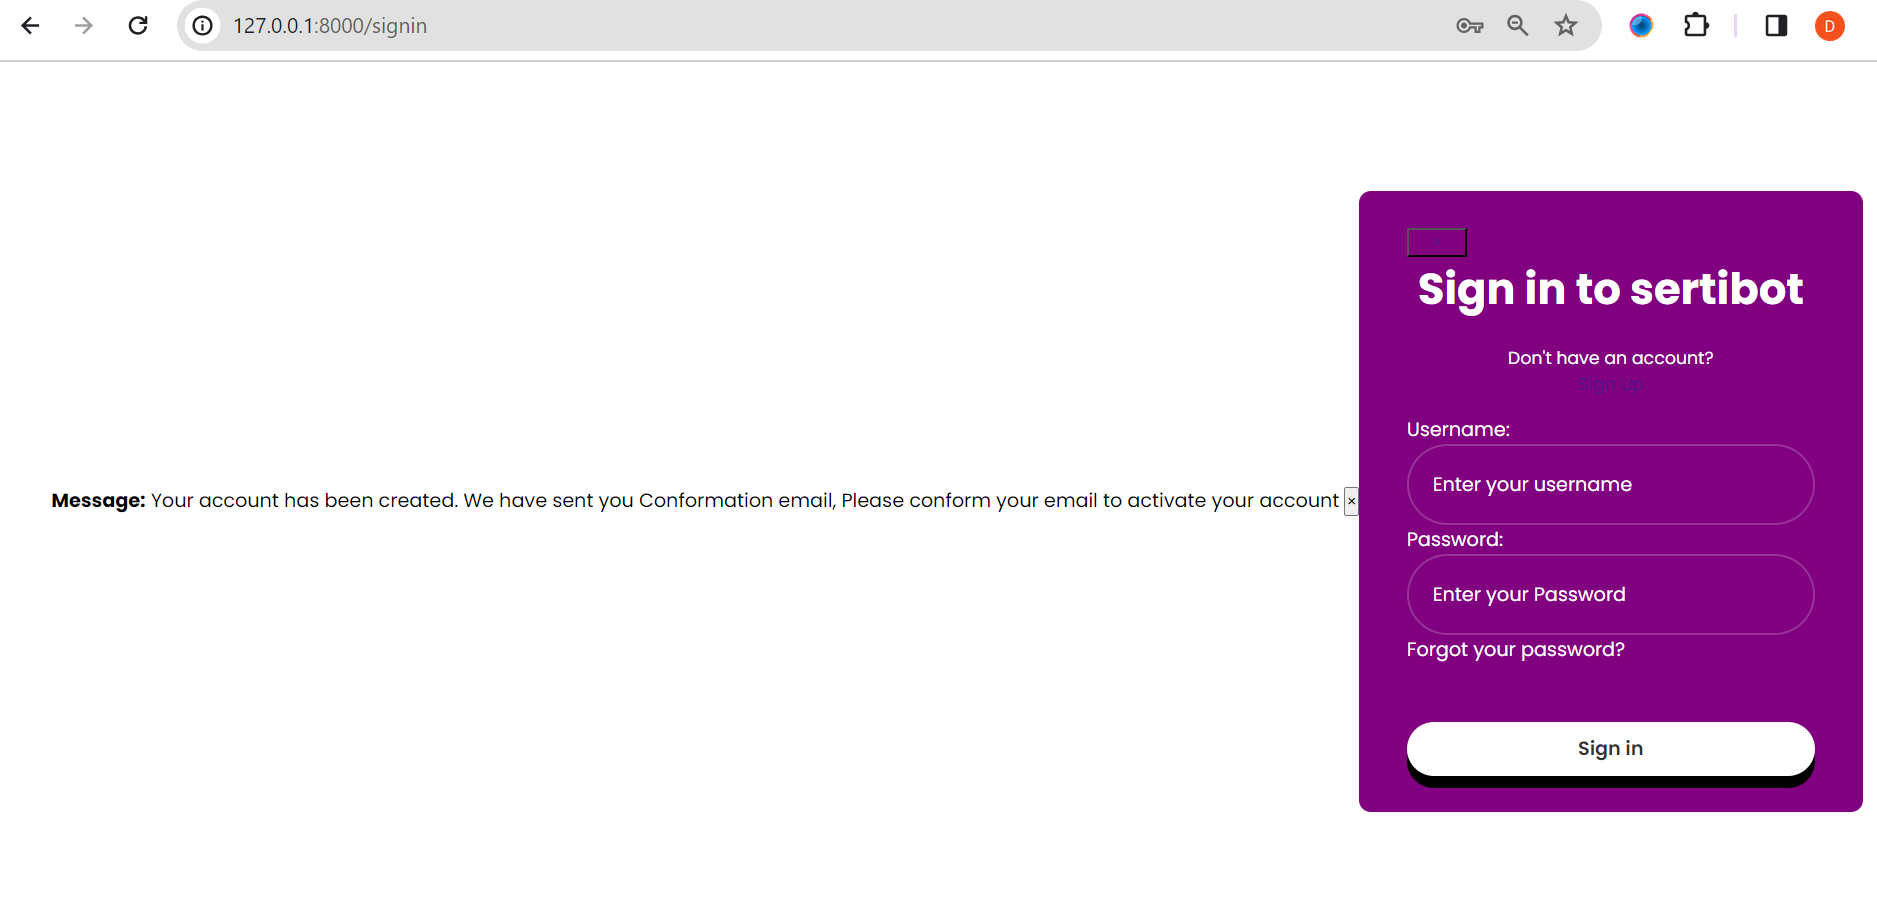 127.0.0.1:8000/signin
D
Sign in to sertibot
Don't have an account?
Sign Up
Username:
Enter your username
Message: Your account has been created. We have sent you Conformation email, Please conform your email to activate your account ×
Password:
Enter your Password
Forgot your password?
Sign in